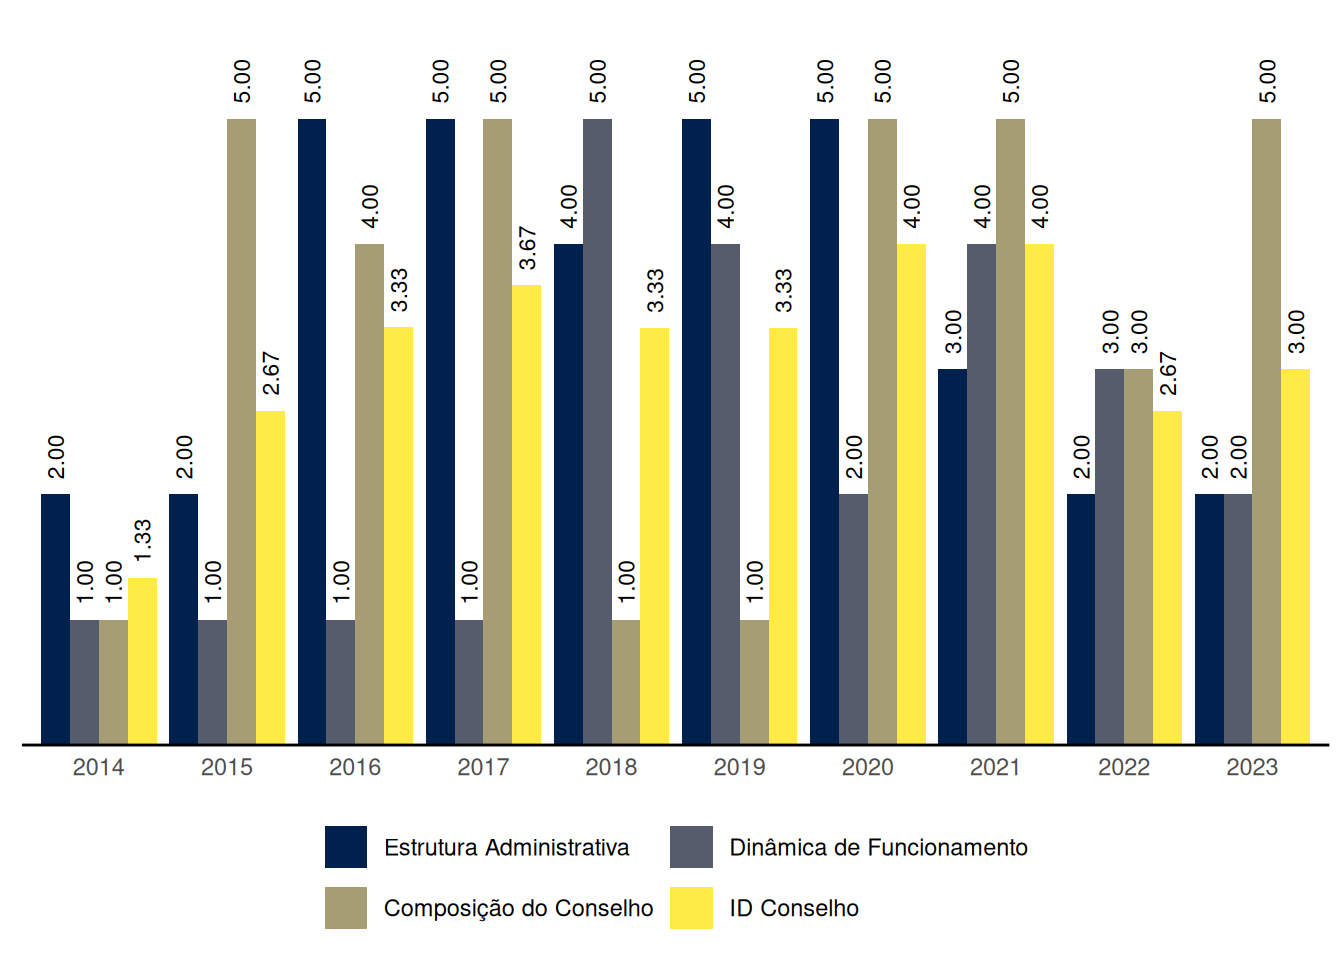 5.00 5.00 5.00 5.00 5.00 5.00 5.00 5.00 5.00 5.00
4.00 4.00 4.00 4.00 4.00 4.00
3.67
3.33 3.33 3.33
3.00 3.00 3.00 3.00
2.67 2.67
2.00 2.00 2.00 2.00 2.00 2.00
1.33
1.00 1.00 1.00 1.00 1.00 1.00 1.00
2014 2015 2016 2017 2018 2019 2020 2021 2022 2023
Estrutura Administrativa Dinâmica de Funcionamento
Composição do Conselho ID Conselho